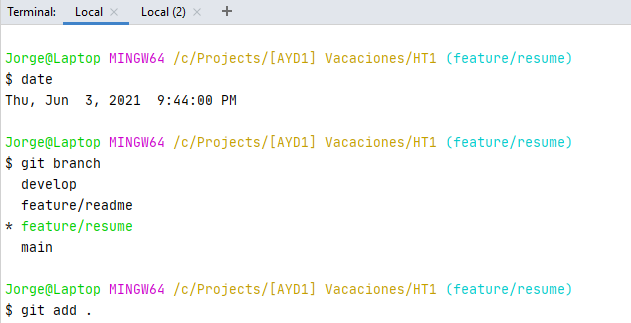 Terminal: Local × Local (2) × +
Jorge@Laptop MINGW64 /c/Projects/[AYD1] Vacaciones/HT1 (feature/resume)
$ date
Thu, Jun  3, 2021  9:44:00 PM
Jorge@Laptop MINGW64 /c/Projects/[AYD1] Vacaciones/HT1 (feature/resume)
$ git branch
  develop
  feature/readme
* feature/resume
  main
Jorge@Laptop MINGW64 /c/Projects/[AYD1] Vacaciones/HT1 (feature/resume)
$ git add .